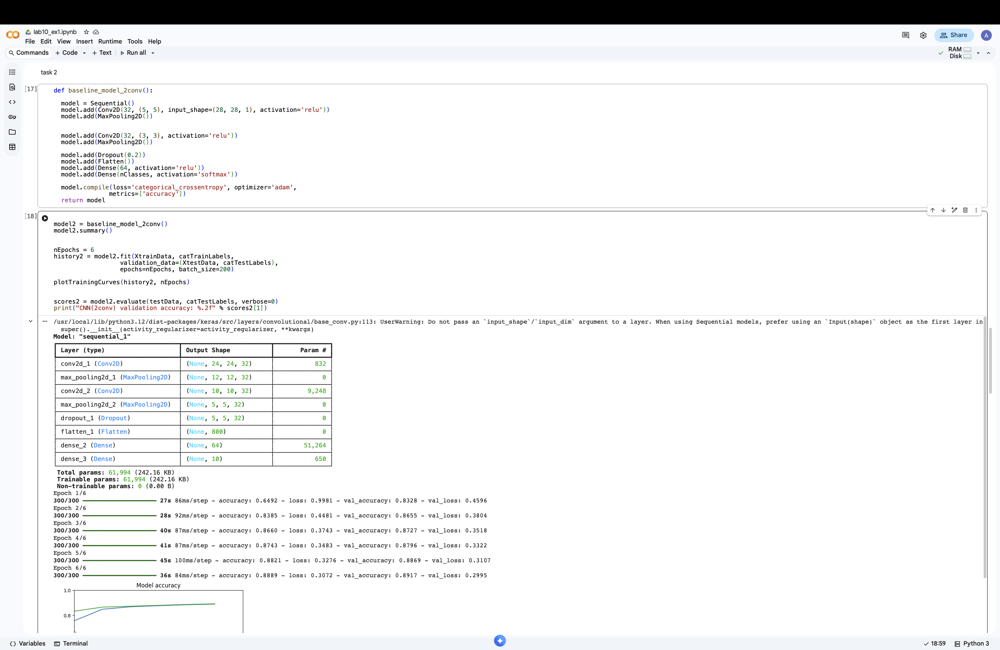 lab10_ex1.ipynb
File Edit View Insert Runtime Tools Help
Share
A
Commands + Code + Text Run all
RAM
Disk
task 2
[17]
def baseline_model_2conv():
model = Sequential()
model.add(Conv2D(32, (5, 5), input_shape=(28, 28, 1), activation='relu'))
model.add(MaxPooling2D())
model.add(Conv2D(32, (3, 3), activation='relu'))
model.add(MaxPooling2D())
model.add(Dropout(0.2))
model.add(Flatten())
model.add(Dense(64, activation='relu'))
model.add(Dense(nClasses, activation='softmax'))
model.compile(loss='categorical_crossentropy', optimizer='adam',
metrics=['accuracy'])
return model
[18]
model2 = baseline_model_2conv()
model2.summary()
nEpochs = 6
history2 = model2.fit(XtrainData, catTrainLabels,
validation_data=(XtestData, catTestLabels),
epochs=nEpochs, batch_size=200)
plotTrainingCurves(history2, nEpochs)
scores2 = model2.evaluate(testData, catTestLabels, verbose=0)
print("CNN(2conv) validation accuracy: %.2f" % scores2[1])
/usr/local/lib/python3.12/dist-packages/keras/src/layers/convolutional/base_conv.py:113: UserWarning: Do not pass an `input_shape`/`input_dim` argument to a layer. When using Sequential models, prefer using an `Input(shape)` object as the first layer in
super().__init__(activity_regularizer=activity_regularizer, **kwargs)
Model: "sequential_1"
Layer (type) Output Shape Param #
conv2d_1 (Conv2D) (None, 24, 24, 32) 832
max_pooling2d_1 (MaxPooling2D) (None, 12, 12, 32) 0
conv2d_2 (Conv2D) (None, 10, 10, 32) 9,248
max_pooling2d_2 (MaxPooling2D) (None, 5, 5, 32) 0
dropout_1 (Dropout) (None, 5, 5, 32) 0
flatten_1 (Flatten) (None, 800) 0
dense_2 (Dense) (None, 64) 51,264
dense_3 (Dense) (None, 10) 650
Total params: 61,994 (242.16 KB)
Trainable params: 61,994 (242.16 KB)
Non-trainable params: 0 (0.00 B)
Epoch 1/6
300/300 27s 86ms/step - accuracy: 0.6492 - loss: 0.9981 - val_accuracy: 0.8328 - val_loss: 0.4596
Epoch 2/6
300/300 28s 92ms/step - accuracy: 0.8385 - loss: 0.4481 - val_accuracy: 0.8655 - val_loss: 0.3804
Epoch 3/6
300/300 40s 87ms/step - accuracy: 0.8660 - loss: 0.3743 - val_accuracy: 0.8727 - val_loss: 0.3518
Epoch 4/6
300/300 41s 87ms/step - accuracy: 0.8743 - loss: 0.3483 - val_accuracy: 0.8796 - val_loss: 0.3322
Epoch 5/6
300/300 45s 100ms/step - accuracy: 0.8821 - loss: 0.3276 - val_accuracy: 0.8869 - val_loss: 0.3107
Epoch 6/6
300/300 36s 84ms/step - accuracy: 0.8889 - loss: 0.3072 - val_accuracy: 0.8917 - val_loss: 0.2995
Model accuracy
1.0
0.8
Variables Terminal
18:59 Python 3